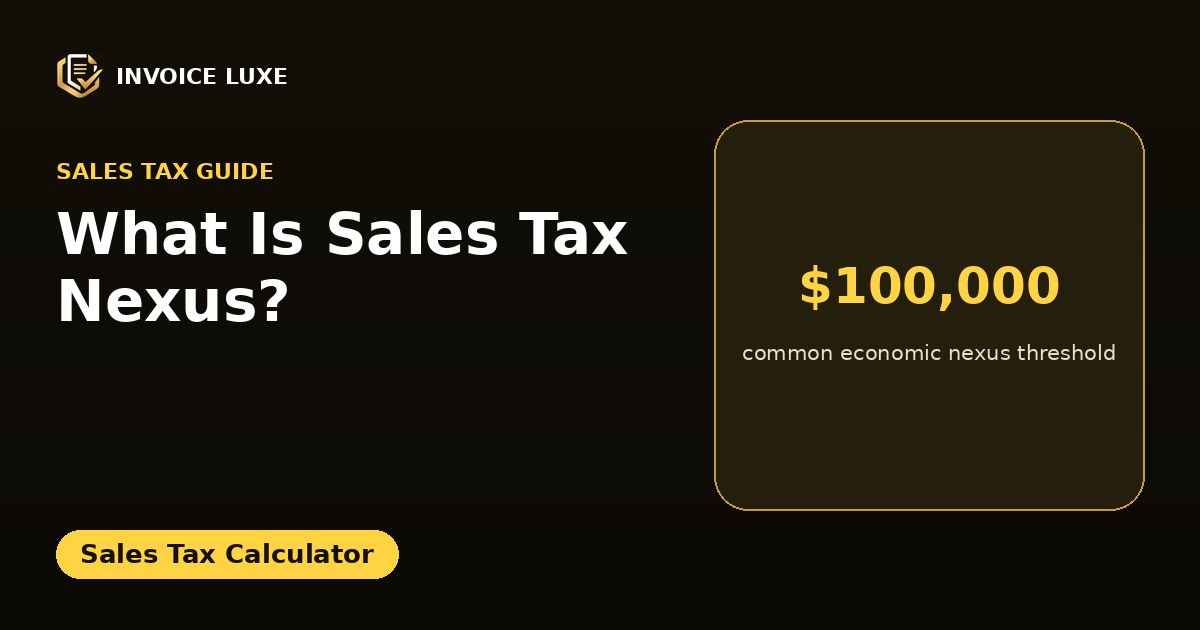 INVOICE LUXE
SALES TAX GUIDE
What Is Sales Tax
Nexus?
$100,000
common economic nexus threshold
Sales Tax Calculator